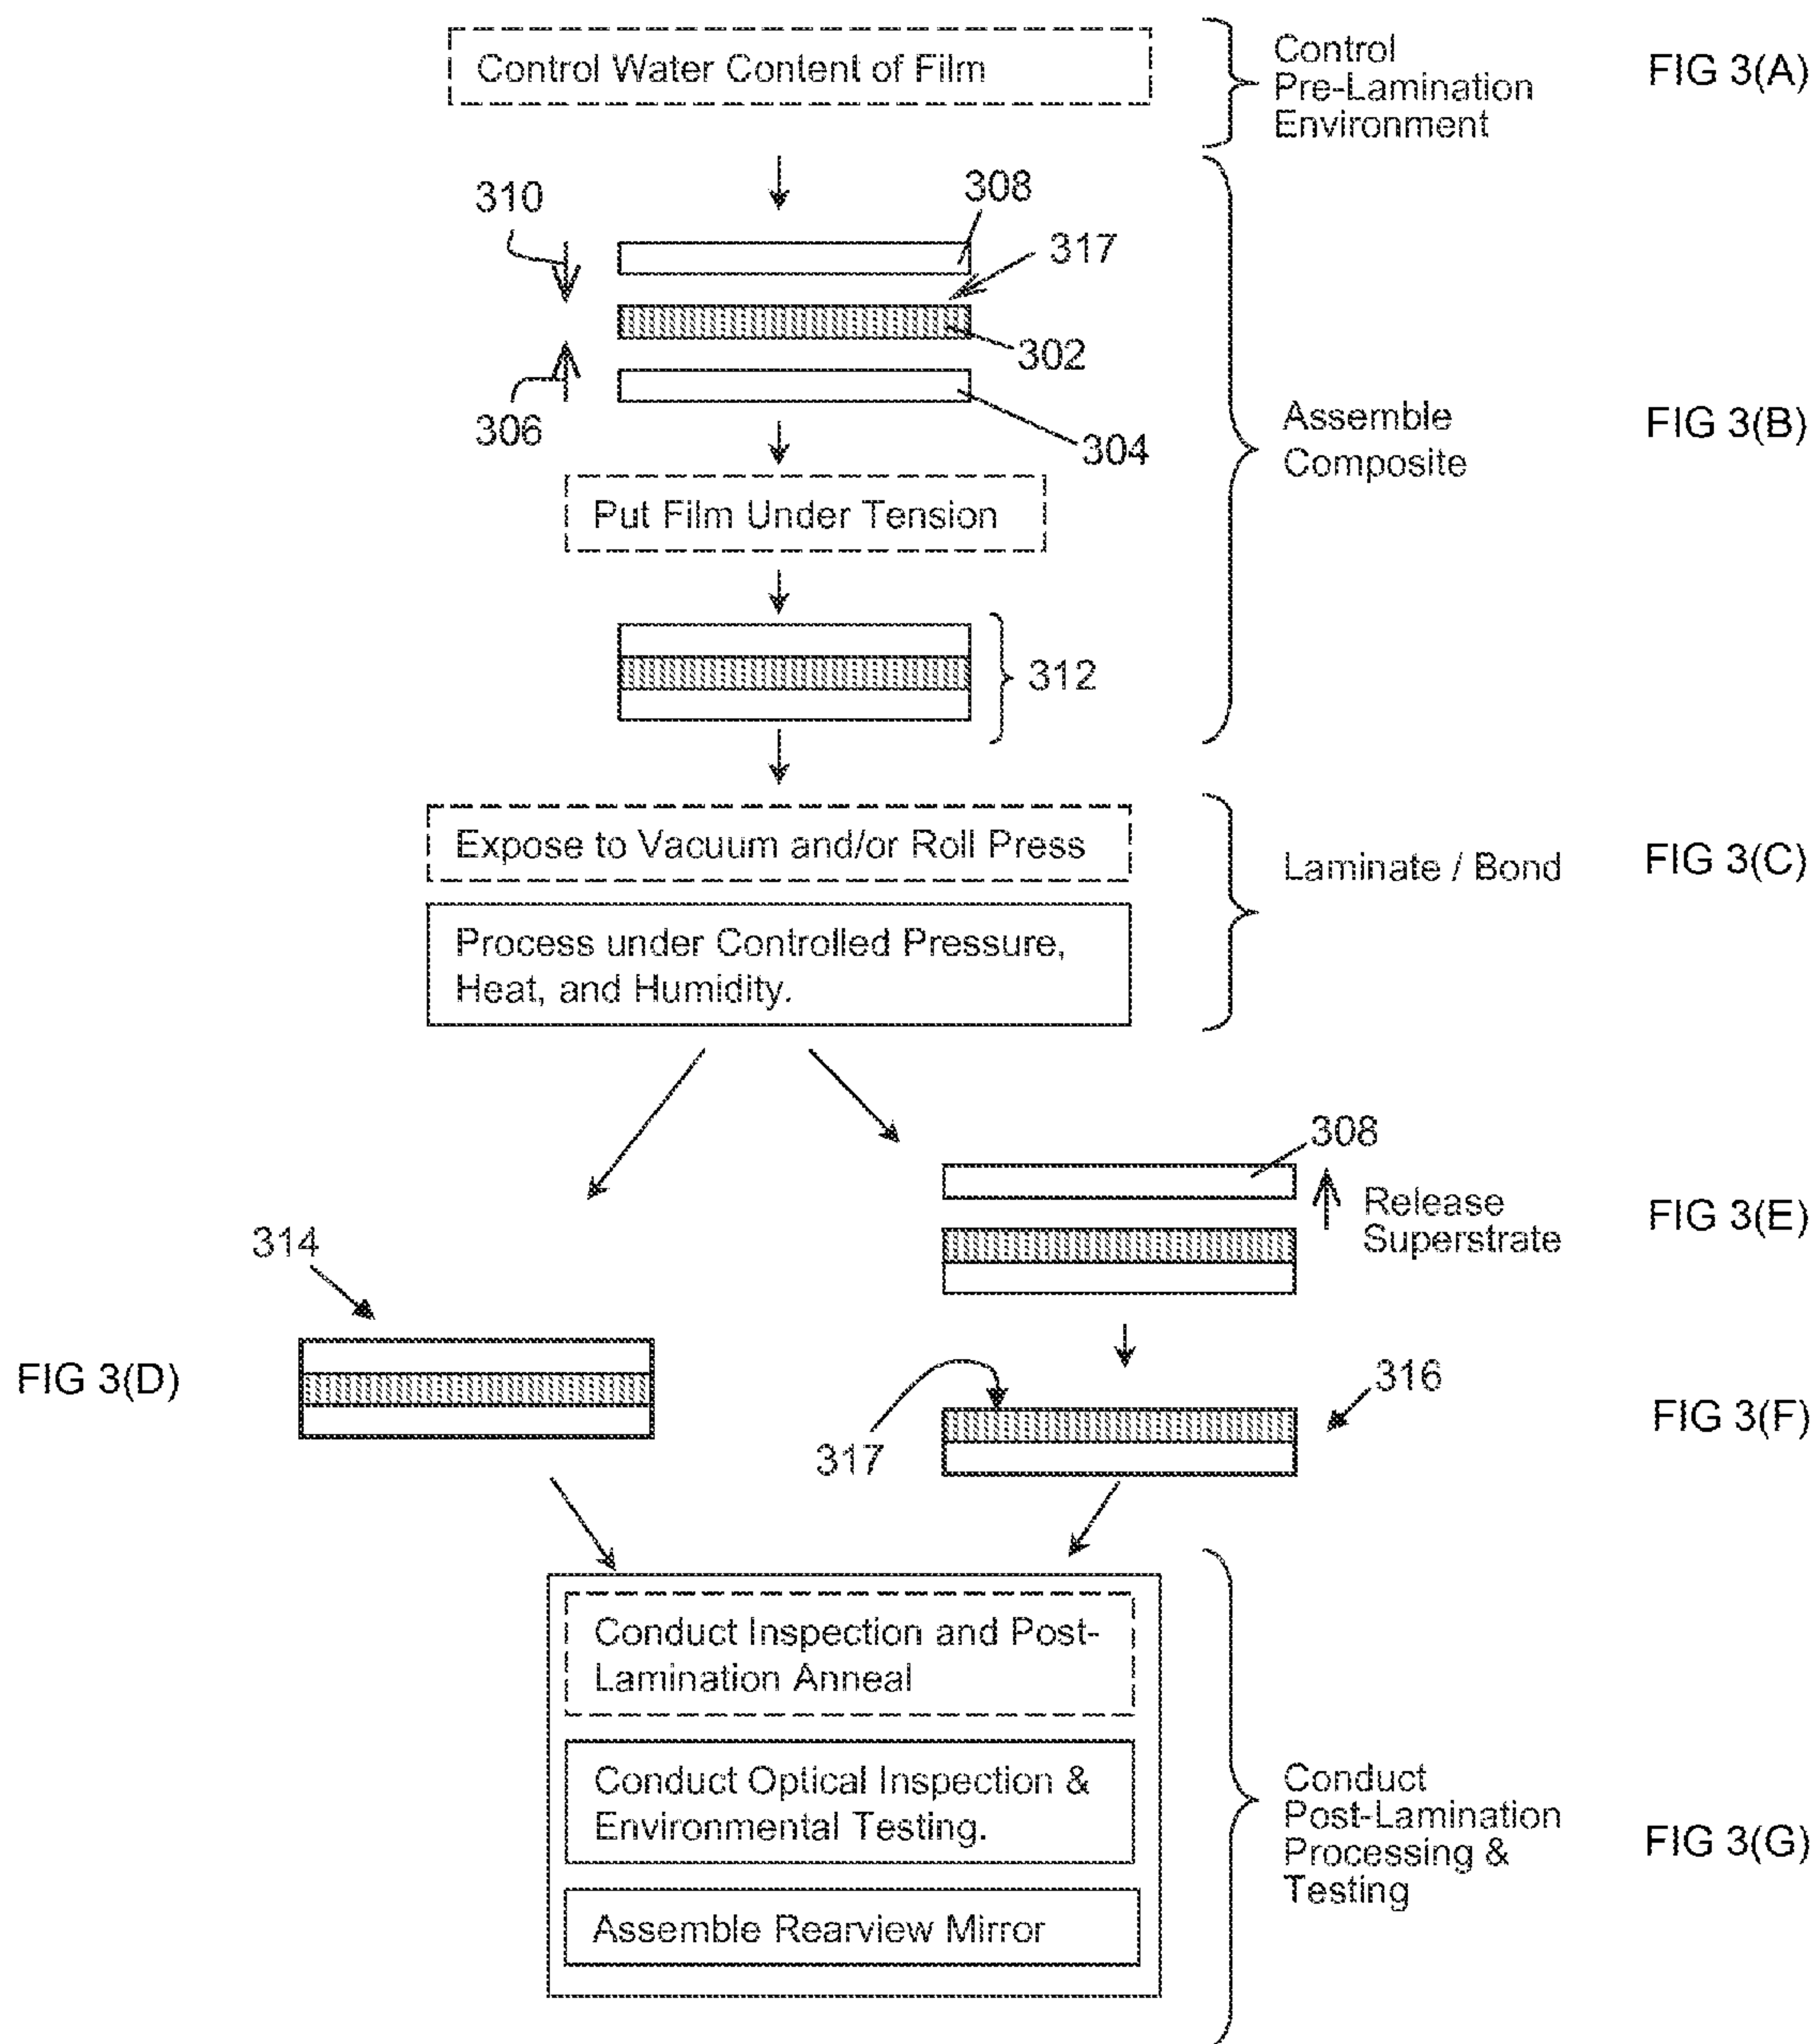 Control Water Content of Film
Control
Pre-Lamination
Environment
FIG 3(A)
310
308
317
302
306
304
Assemble
Composite
FIG 3(B)
Put Film Under Tension
312
Expose to Vacuum and/or Roll Press
Laminate / Bond
FIG 3(C)
Process under Controlled Pressure,
Heat, and Humidity.
308
Release
Superstrate
FIG 3(E)
314
FIG 3(D)
317
316
FIG 3(F)
Conduct Inspection and Post-
Lamination Anneal
Conduct Optical Inspection &
Environmental Testing.
Assemble Rearview Mirror
Conduct
Post-Lamination
Processing &
Testing
FIG 3(G)